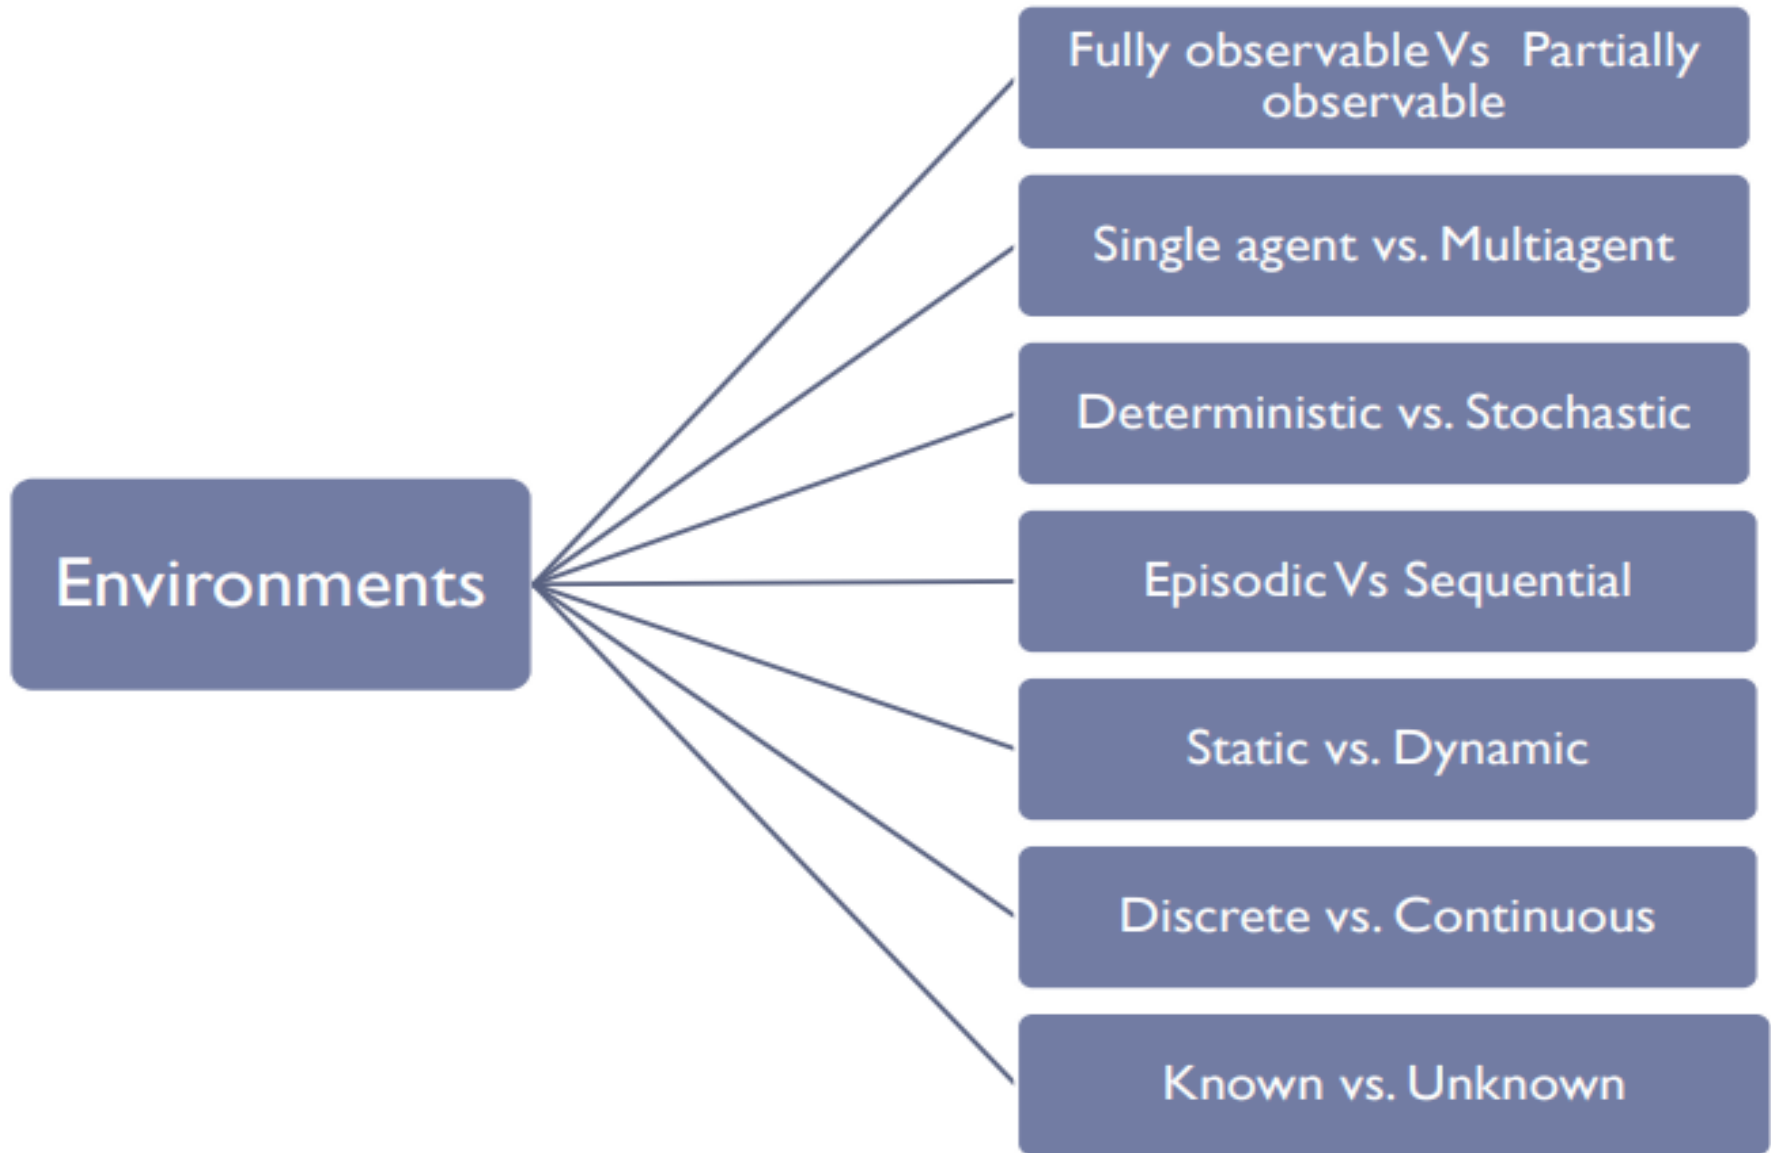 Fully observable Vs Partially
observable
Single agent vs. Multiagent
Deterministic vs. Stochastic
Environments
Episodic Vs Sequential
Static vs. Dynamic
Discrete vs. Continuous
Known vs. Unknown